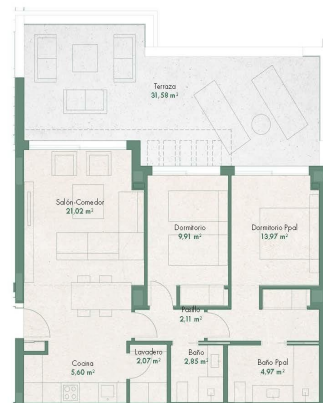 Terraza
31,58 m²
Salón-Comedor
21,02 m²
Dormitorio
9,91 m²
Dormitorio Ppal
13,97 m²
Pasillo
2,11 m²
Cocina
5,60 m²
Lavadero
2,07 m²
Baño
2,85 m²
Baño Ppal
4,97 m²